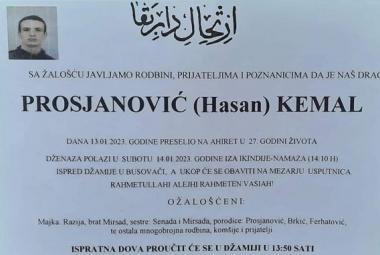 إرتحال دار بقا
SA ŽALOŠĆU JAVLJAMO RODBINI, PRIJATELJIMA I POZNANICIMA DA JE NAŠ DRAG
PROSJANOVIĆ (Hasan) KEMAL
DANA 13.01.2023. GODINE PRESELIO NA AHIRET U 27. GODINI ŽIVOTA
DŽENAZA POLAZI U SUBOTU 14.01.2023. GODINE IZA IKINDIJE-NAMAZA (14:10 H)
ISPRED DŽAMIJE U BUSOVAČI, A UKOP ĆE SE OBAVITI NA MEZARJU USPUTNICA
RAHMETULLAHI ALEJHI RAHMETEN VASIAH!
OŽALOŠĆENI:
Majka: Razija, brat Mirsad, sestre: Senada i Mirsada, porodice: Prosjanović, Brkić, Ferhatović,
te ostala mnogobrojna rodbina, komšije i prijatelji
ISPRATNA DOVA PROUČIT ĆE SE U DŽAMIJI U 13:50 SATI